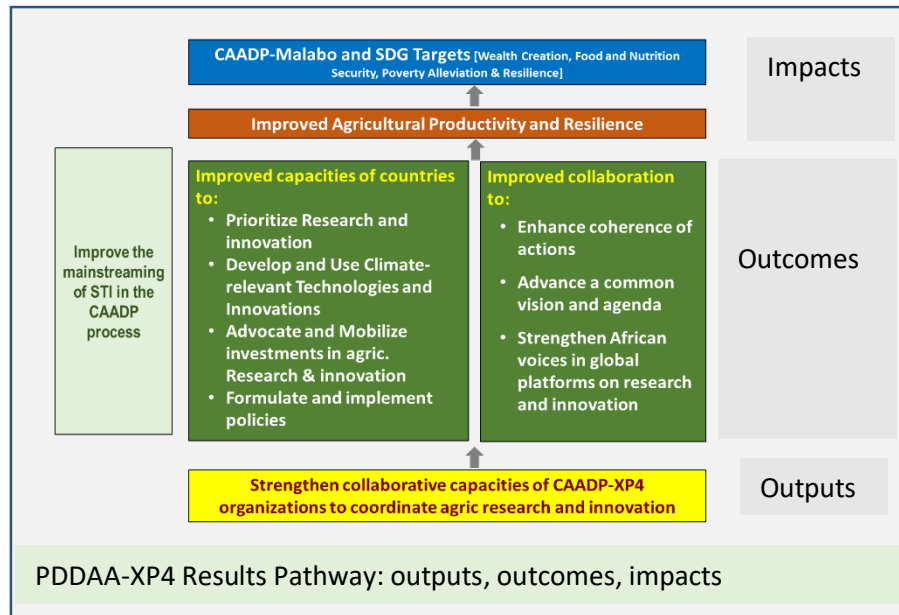 CAADP-Malabo and SDG Targets [Wealth Creation, Food and Nutrition
Security, Poverty Alleviation & Resilience]
Impacts
Improved Agricultural Productivity and Resilience
Improve the
mainstreaming
of STI in the
CAADP
process
Improved capacities of countries
to:
• Prioritize Research and
innovation
• Develop and Use Climate-
relevant Technologies and
Innovations
• Advocate and Mobilize
investments in agric.
Research & innovation
• Formulate and implement
policies
Improved collaboration
to:
• Enhance coherence of
actions
• Advance a common
vision and agenda
• Strengthen African
voices in global
platforms on research
and innovation
Outcomes
Strengthen collaborative capacities of CAADP-XP4
organizations to coordinate agric research and innovation
Outputs
PDDAA-XP4 Results Pathway: outputs, outcomes, impacts